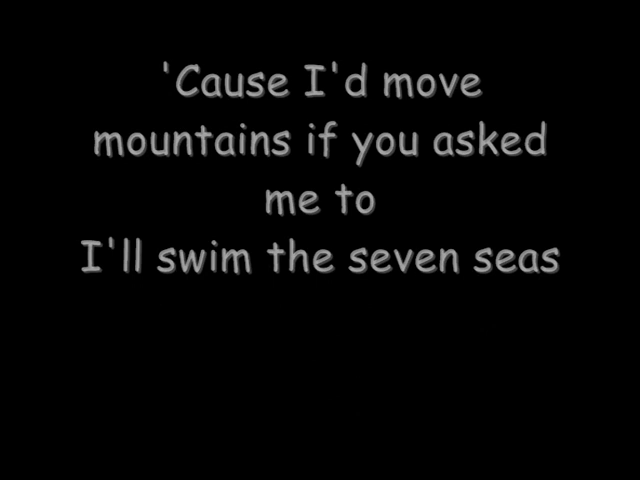 'Cause I'd move
mountains if you asked
me to
I'll swim the seven seas